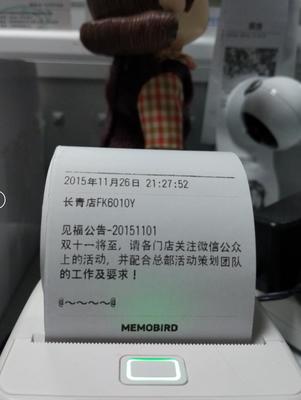 2015年11月26日 21:27:52
长青店FK6010Y
见福公告-20151101
双十一将至，请各门店关注微信公众
上的活动，并配合总部活动策划团队
的工作及要求！
@~~~~@
MEMOBIRD